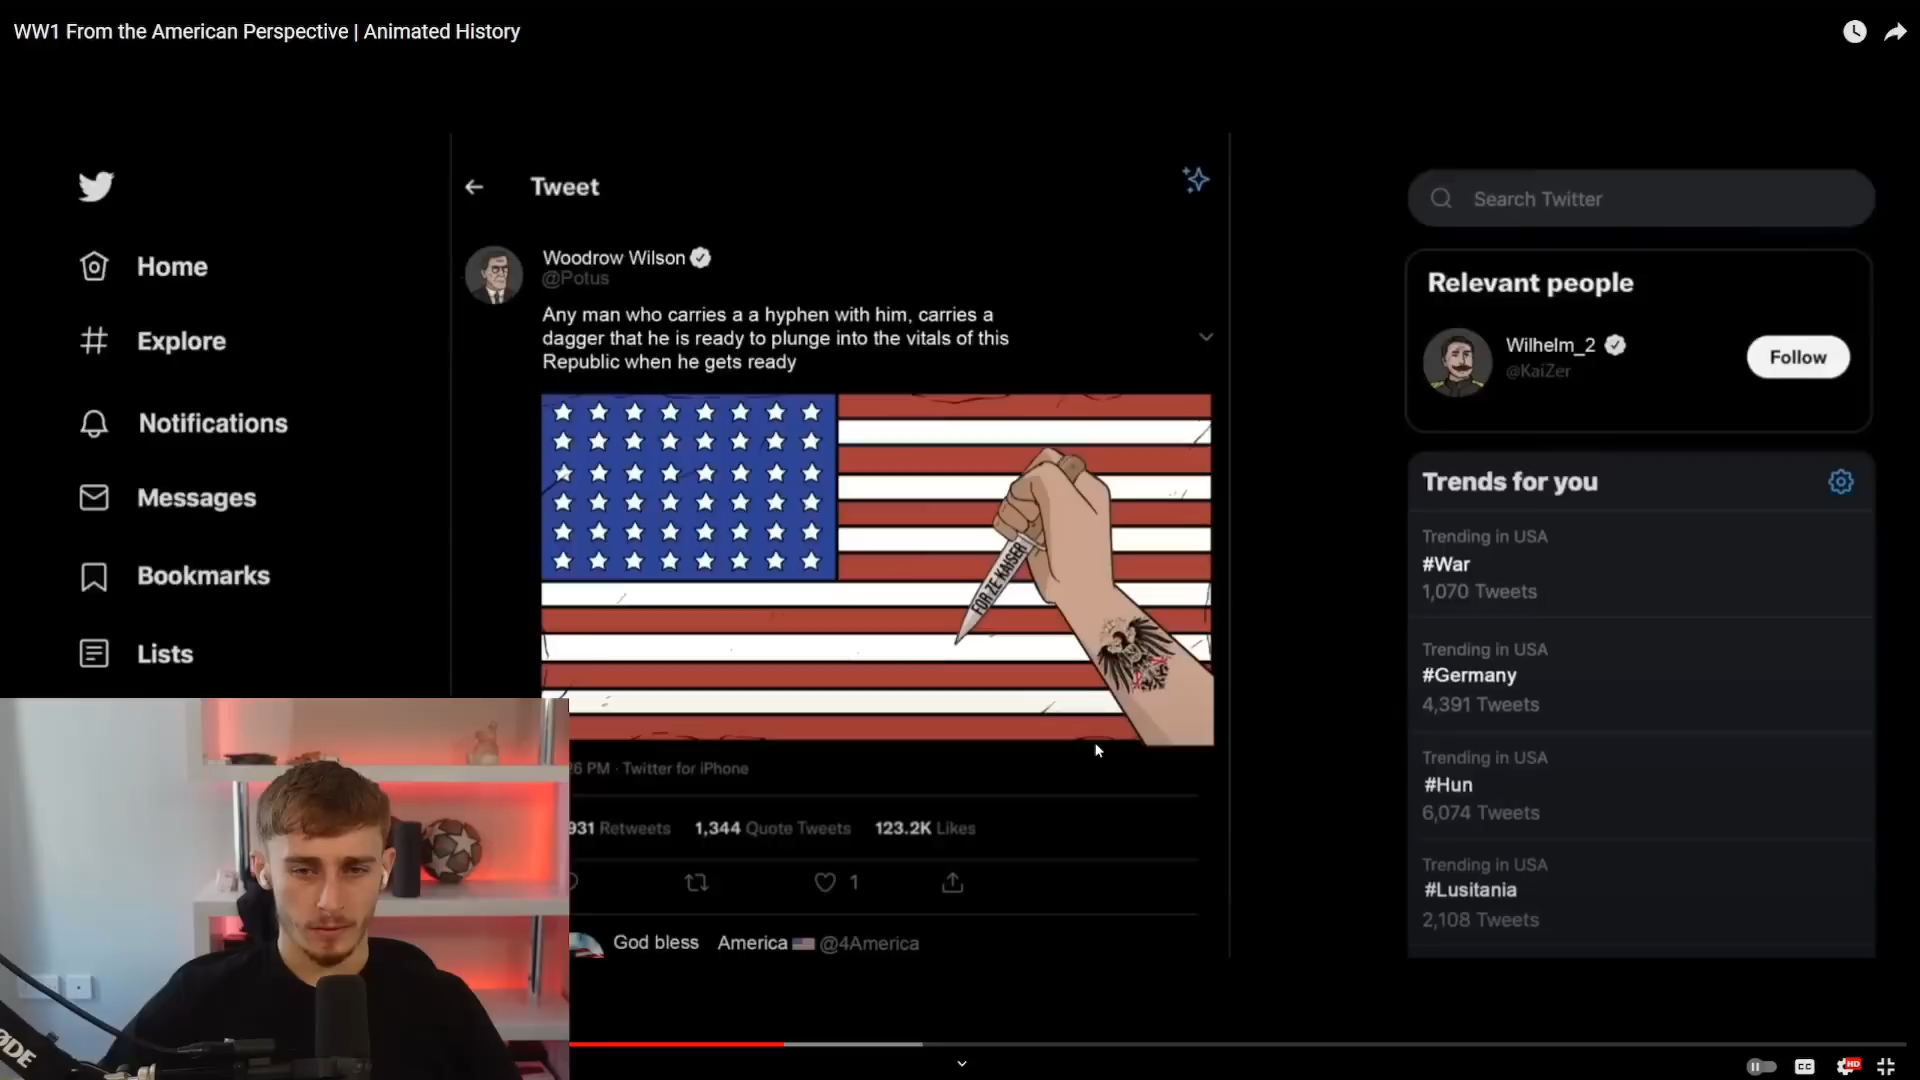 WW1 From the American Perspective | Animated History
Tweet
Search Twitter
Home
Explore
Notifications
Messages
Bookmarks
Lists
Woodrow Wilson
@Potus
Any man who carries a a hyphen with him, carries a
dagger that he is ready to plunge into the vitals of this
Republic when he gets ready
FOR ZE KAISER
6 PM · Twitter for iPhone
931 Retweets 1,344 Quote Tweets 123.2K Likes
1
God bless America @4America
Relevant people
Wilhelm_2
@KaiZer
Follow
Trends for you
Trending in USA
#War
1,070 Tweets
Trending in USA
#Germany
4,391 Tweets
Trending in USA
#Hun
6,074 Tweets
Trending in USA
#Lusitania
2,108 Tweets
RØDE
CC
HD